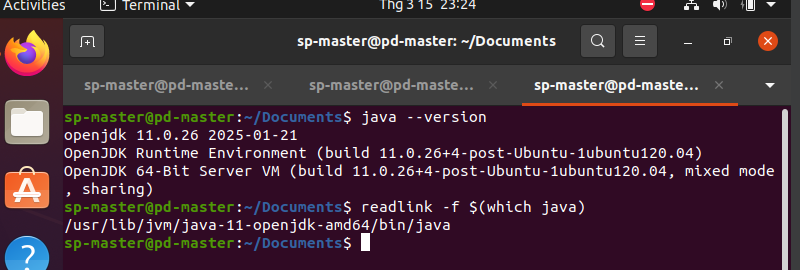 Activities
Terminal
Thg 3 15 23:24
sp-master@pd-master: ~/Documents
sp-master@pd-maste...
sp-master@pd-maste...
sp-master@pd-maste...
sp-master@pd-master:~/Documents$ java --version
openjdk 11.0.26 2025-01-21
OpenJDK Runtime Environment (build 11.0.26+4-post-Ubuntu-1ubuntu120.04)
OpenJDK 64-Bit Server VM (build 11.0.26+4-post-Ubuntu-1ubuntu120.04, mixed mode
, sharing)
sp-master@pd-master:~/Documents$ readlink -f $(which java)
/usr/lib/jvm/java-11-openjdk-amd64/bin/java
sp-master@pd-master:~/Documents$